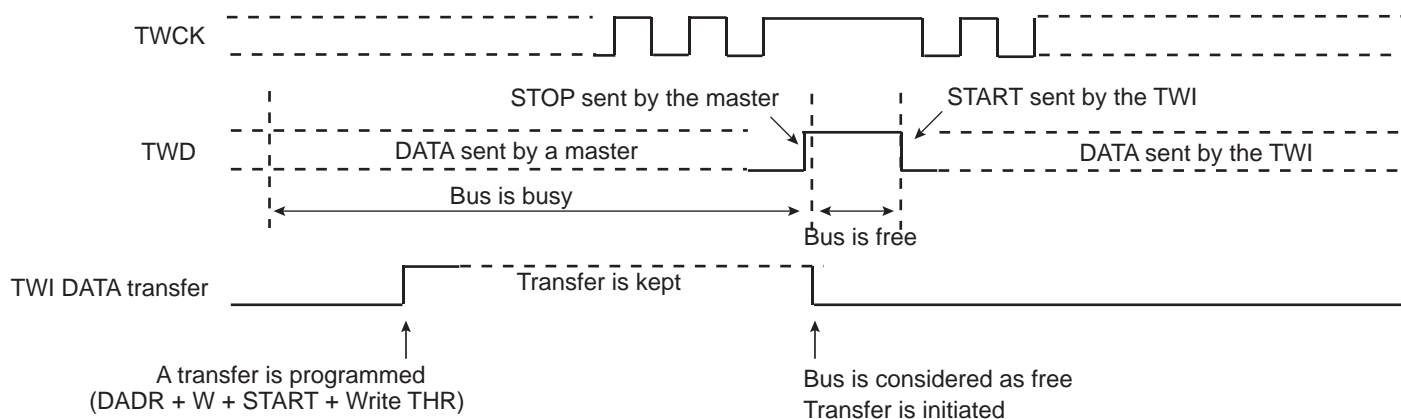 TWCK
STOP sent by the master
START sent by the TWI
TWD
DATA sent by a master
DATA sent by the TWI
Bus is busy
Bus is free
TWI DATA transfer
Transfer is kept
A transfer is programmed
(DADR + W + START + Write THR)
Bus is considered as free
Transfer is initiated